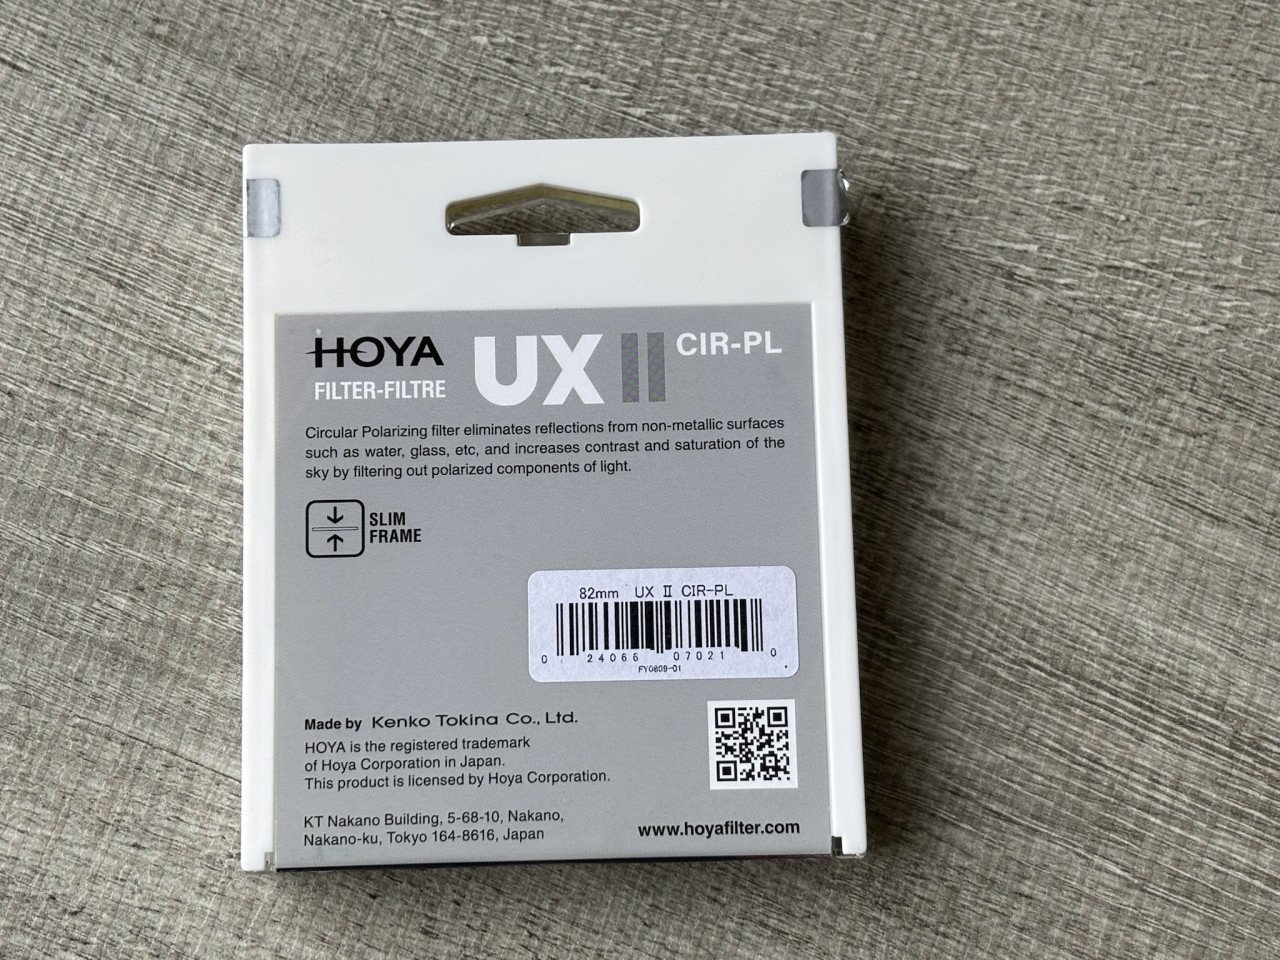 HOYA
FILTER-FILTRE
UX II CIR-PL
Circular Polarizing filter eliminates reflections from non-metallic surfaces
such as water, glass, etc, and increases contrast and saturation of the
sky by filtering out polarized components of light.
SLIM
FRAME
82mm UX II CIR-PL
0 24066 07021 0
FY0809-01
Made by Kenko Tokina Co., Ltd.
HOYA is the registered trademark
of Hoya Corporation in Japan.
This product is licensed by Hoya Corporation.
KT Nakano Building, 5-68-10, Nakano,
Nakano-ku, Tokyo 164-8616, Japan
www.hoyafilter.com